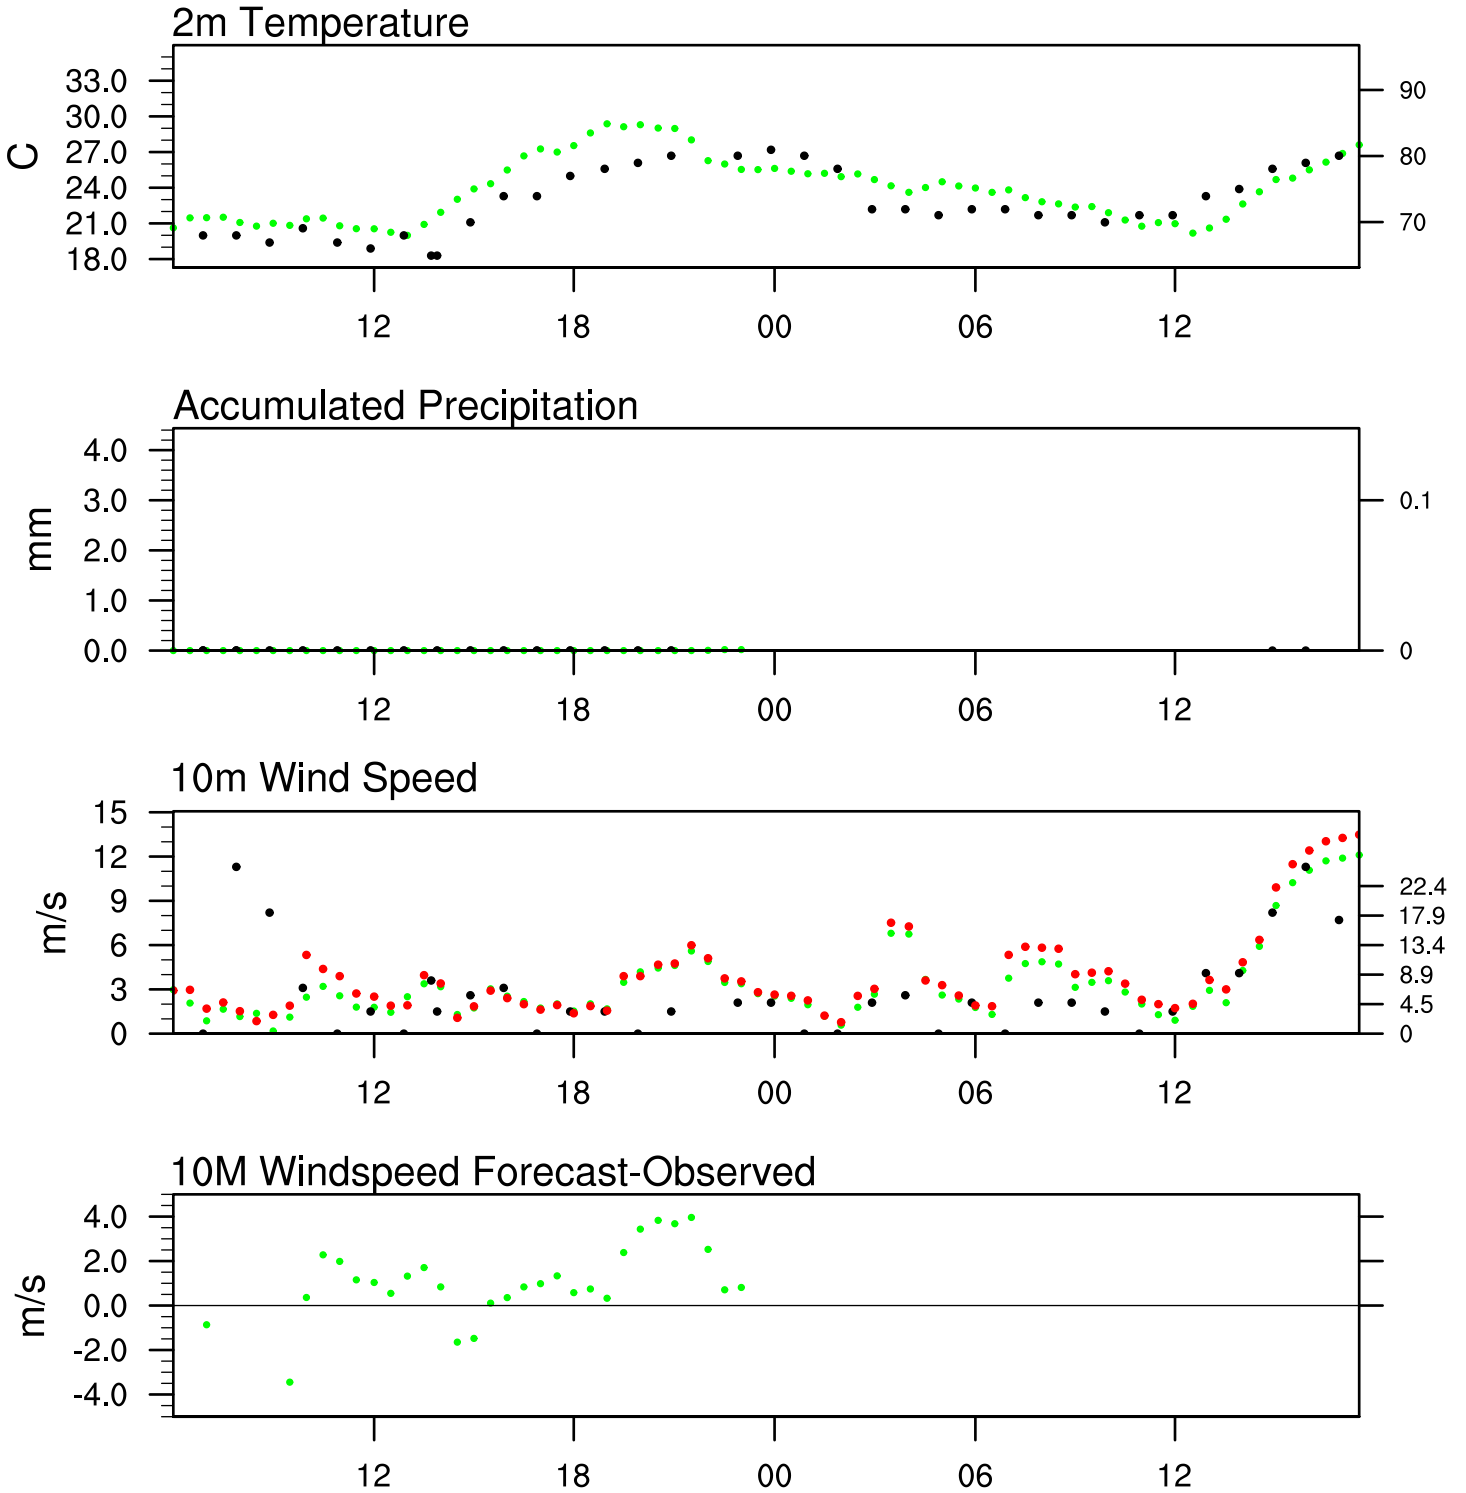 2m Temperature
33.0
30.0
27.0
24.0
21.0
18.0
C
90
80
70
12 18 00 06 12
Accumulated Precipitation
4.0
3.0
2.0
1.0
0.0
mm
0.1
0
12 18 00 06 12
10m Wind Speed
15
12
9
6
3
0
m/s
22.4
17.9
13.4
8.9
4.5
0
12 18 00 06 12
10M Windspeed Forecast-Observed
4.0
2.0
0.0
-2.0
-4.0
m/s
12 18 00 06 12